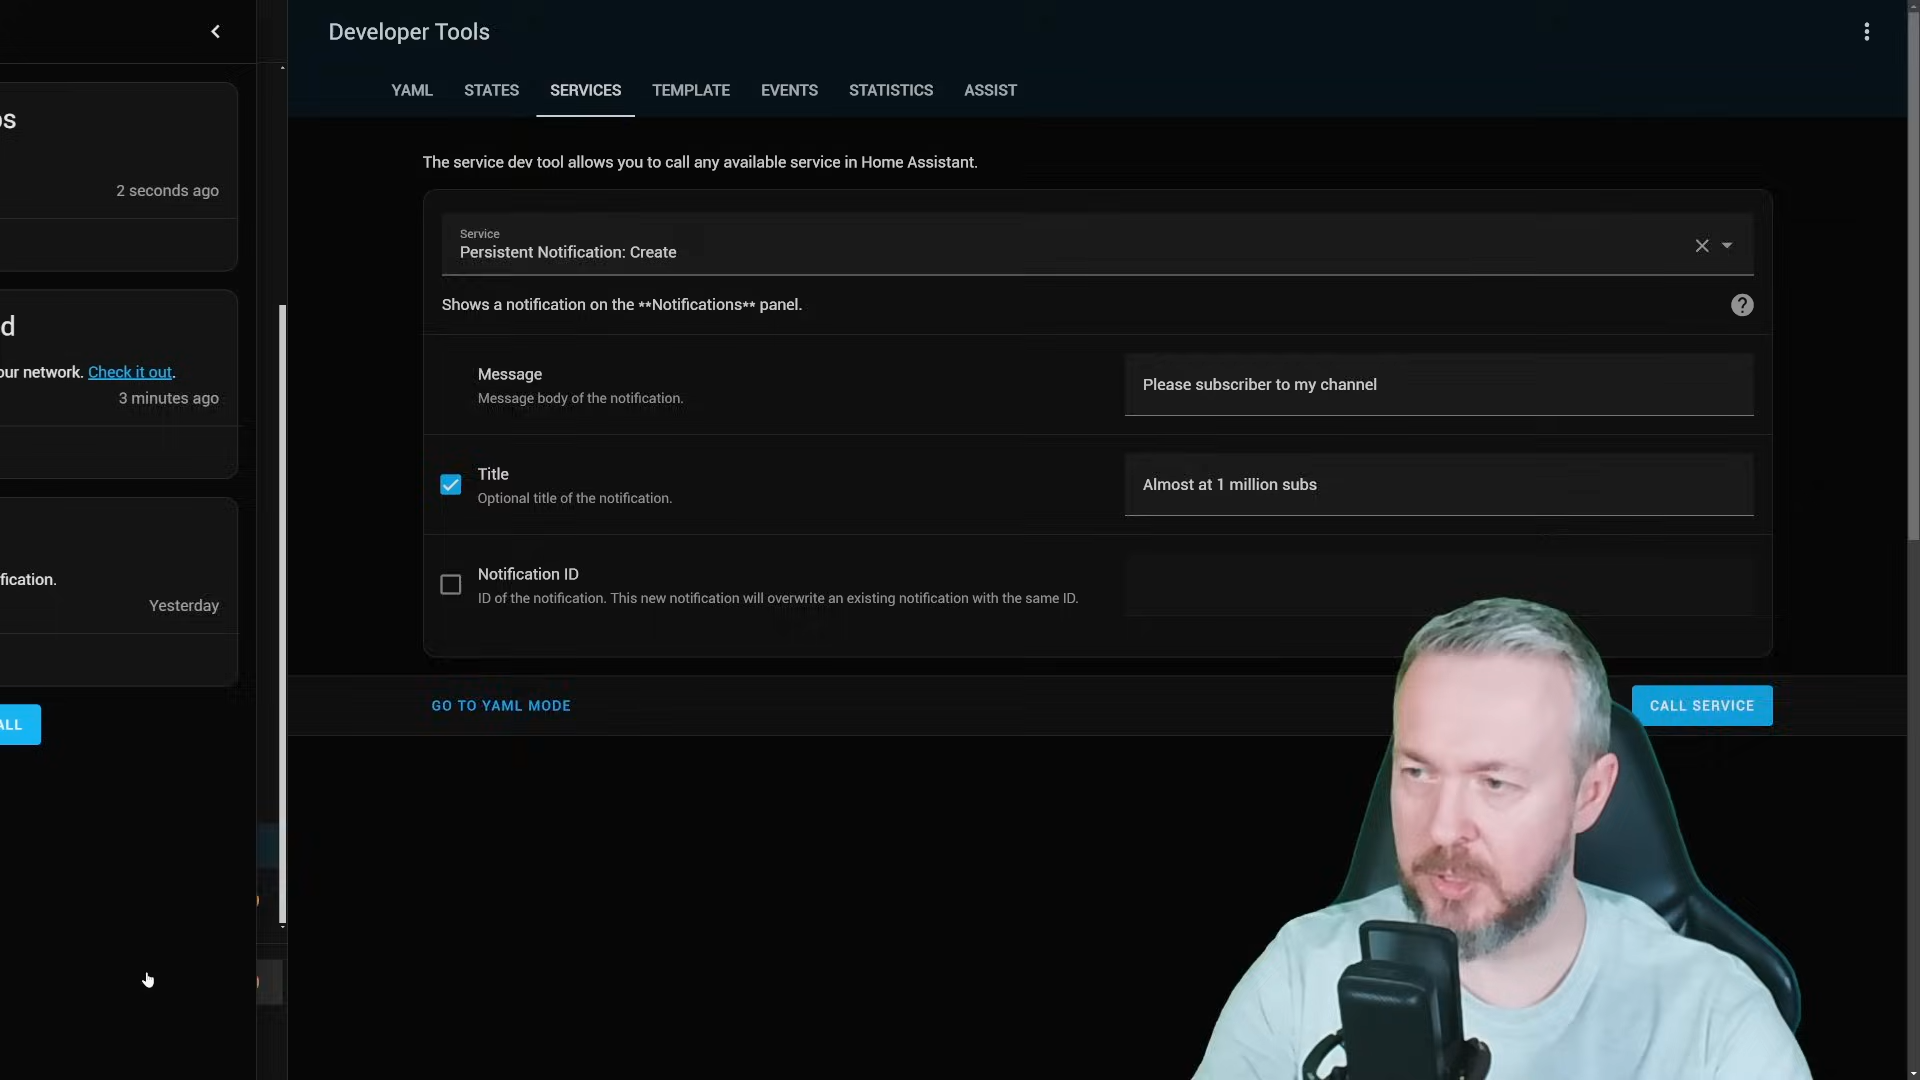 Developer Tools
YAML STATES SERVICES TEMPLATE EVENTS STATISTICS ASSIST
The service dev tool allows you to call any available service in Home Assistant.
Service
Persistent Notification: Create
Shows a notification on the **Notifications** panel.
Message
Message body of the notification.
Please subscriber to my channel
Title
Optional title of the notification.
Almost at 1 million subs
Notification ID
ID of the notification. This new notification will overwrite an existing notification with the same ID.
GO TO YAML MODE
CALL SERVICE
2 seconds ago
d
our network. Check it out.
3 minutes ago
fication.
Yesterday
ALL